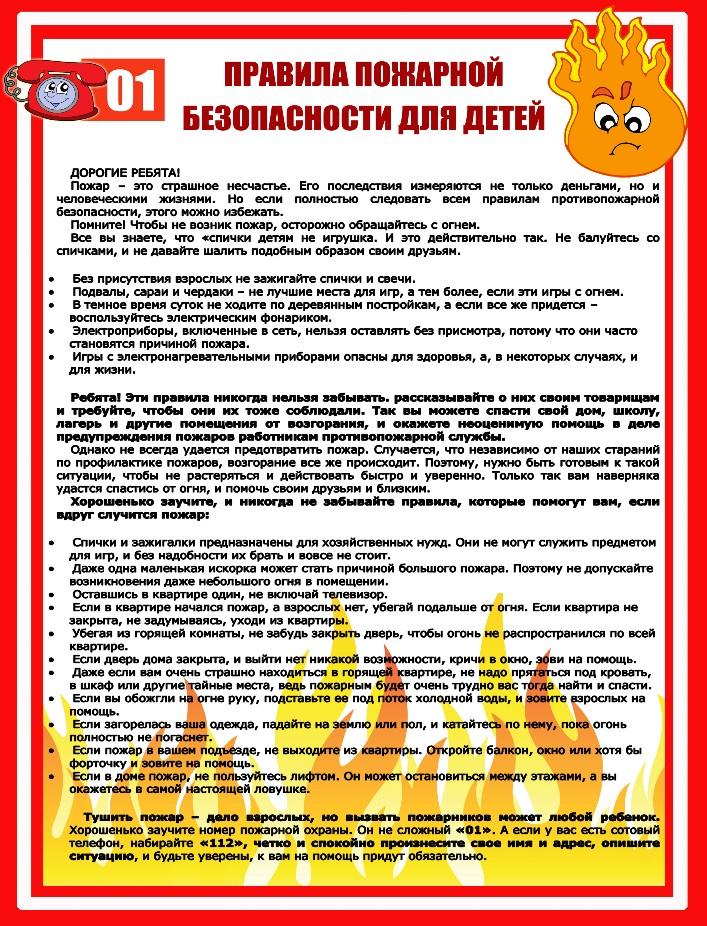 01
ПРАВИЛА ПОЖАРНОЙ
БЕЗОПАСНОСТИ ДЛЯ ДЕТЕЙ
ДОРОГИЕ РЕБЯТА!
Пожар – это страшное несчастье. Его последствия измеряются не только деньгами, но и
человеческими жизнями. Но если полностью следовать всем правилам противопожарной
безопасности, этого можно избежать.
Помните! Чтобы не возник пожар, осторожно обращайтесь с огнем.
Все вы знаете, что «спички детям не игрушка. И это действительно так. Не балуйтесь со
спичками, и не давайте шалить подобным образом своим друзьям.
• Без присутствия взрослых не зажигайте спички и свечи.
• Подвалы, сараи и чердаки – не лучшие места для игр, а тем более, если эти игры с огнем.
• В темное время суток не ходите по деревянным постройкам, а если все же придется –
воспользуйтесь электрическим фонариком.
• Электроприборы, включенные в сеть, нельзя оставлять без присмотра, потому что они часто
становятся причиной пожара.
• Игры с электронагревательными приборами опасны для здоровья, а, в некоторых случаях, и
для жизни.
Ребята! Эти правила никогда нельзя забывать. рассказывайте о них своим товарищам
и требуйте, чтобы они их тоже соблюдали. Так вы можете спасти свой дом, школу,
лагерь и другие помещения от возгорания, и окажете неоценимую помощь в деле
предупреждения пожаров работникам противопожарной службы.
Однако не всегда удается предотвратить пожар. Случается, что независимо от наших стараний
по профилактике пожаров, возгорание все же происходит. Поэтому, нужно быть готовым к такой
ситуации, чтобы не растеряться и действовать быстро и уверенно. Только так вам наверняка
удастся спастись от огня, и помочь своим друзьям и близким.
Хорошенько заучите, и никогда не забывайте правила, которые помогут вам, если
вдруг случится пожар:
• Спички и зажигалки предназначены для хозяйственных нужд. Они не могут служить предметом
для игр, и без надобности их брать и вовсе не стоит.
• Даже одна маленькая искорка может стать причиной большого пожара. Поэтому не допускайте
возникновения даже небольшого огня в помещении.
• Оставшись в квартире один, не включай телевизор.
• Если в квартире начался пожар, а взрослых нет, убегай подальше от огня. Если квартира не
закрыта, не задумываясь, уходи из квартиры.
• Убегая из горящей комнаты, не забудь закрыть дверь, чтобы огонь не распространился по всей
квартире.
• Если дверь дома закрыта, и выйти нет никакой возможности, кричи в окно, зови на помощь.
• Даже если вам очень страшно находиться в горящей квартире, не надо прятаться под кровать,
в шкаф или другие тайные места, ведь пожарным будет очень трудно вас тогда найти и спасти.
• Если вы обожгли на огне руку, подставьте ее под поток холодной воды, и зовите взрослых на
помощь.
• Если загорелась ваша одежда, падайте на землю или пол, и катайтесь по нему, пока огонь
полностью не погаснет.
• Если пожар в вашем подъезде, не выходите из квартиры. Откройте балкон, окно или хотя бы
форточку и зовите на помощь.
• Если в доме пожар, не пользуйтесь лифтом. Он может остановиться между этажами, а вы
окажетесь в самой настоящей ловушке.
Тушить пожар – дело взрослых, но вызвать пожарников может любой ребенок.
Хорошенько заучите номер пожарной охраны. Он не сложный «01». А если у вас есть сотовый
телефон, набирайте «112», четко и спокойно произнесите свое имя и адрес, опишите
ситуацию, и будьте уверены, к вам на помощь придут обязательно.